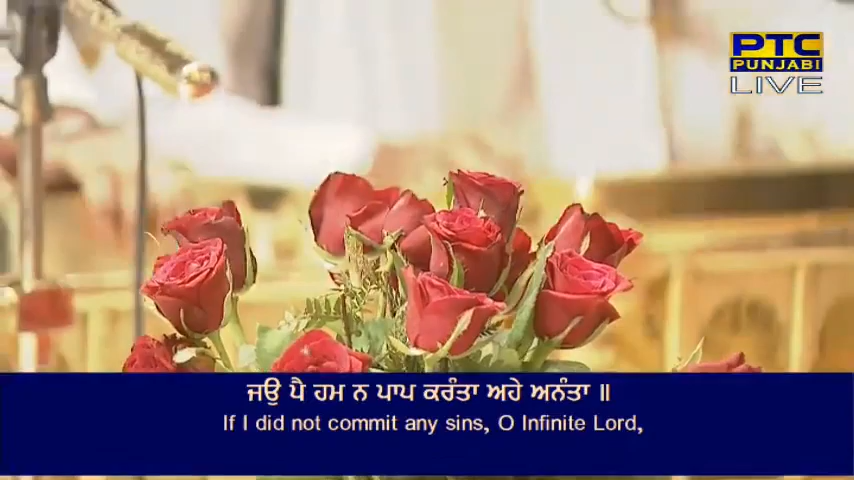 PTC
PUNJABI
LIVE
ਜਉ ਪੈ ਹਮ ਨ ਪਾਪ ਕਰੰਤਾ ਅਹੇ ਅਨੰਤਾ ॥
If I did not commit any sins, O Infinite Lord,